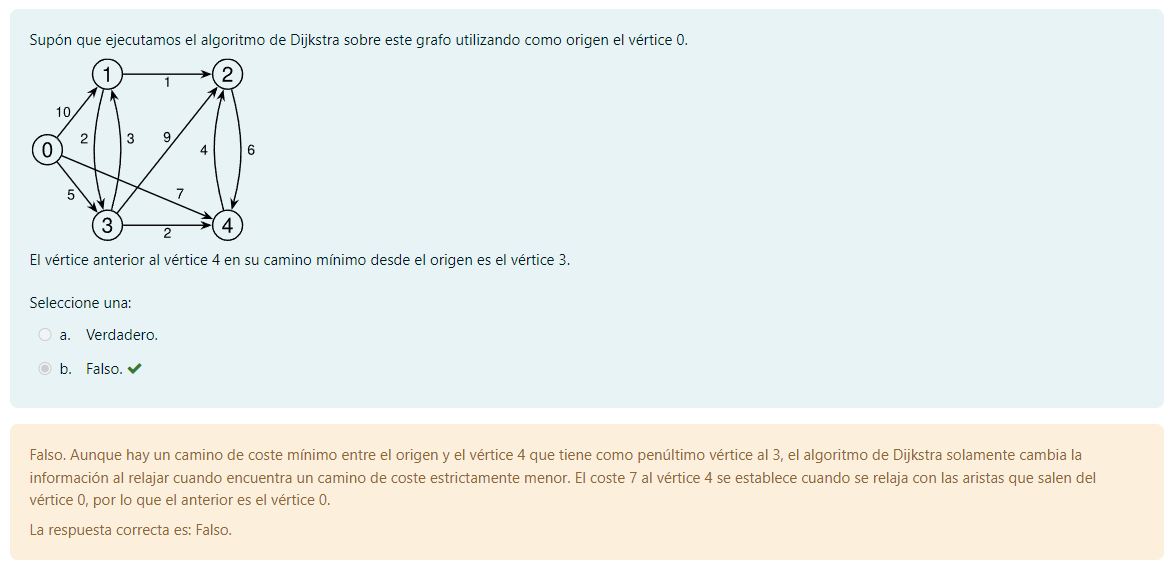 Supón que ejecutamos el algoritmo de Dijkstra sobre este grafo utilizando como origen el vértice 0.
1
2
1
10
2
3
9
0
4
6
5
7
3
4
2
El vértice anterior al vértice 4 en su camino mínimo desde el origen es el vértice 3.
Seleccione una:
a. Verdadero.
b. Falso.
Falso. Aunque hay un camino de coste mínimo entre el origen y el vértice 4 que tiene como penúltimo vértice al 3, el algoritmo de Dijkstra solamente cambia la
información al relajar cuando encuentra un camino de coste estrictamente menor. El coste 7 al vértice 4 se establece cuando se relaja con las aristas que salen del
vértice 0, por lo que el anterior es el vértice 0.
La respuesta correcta es: Falso.